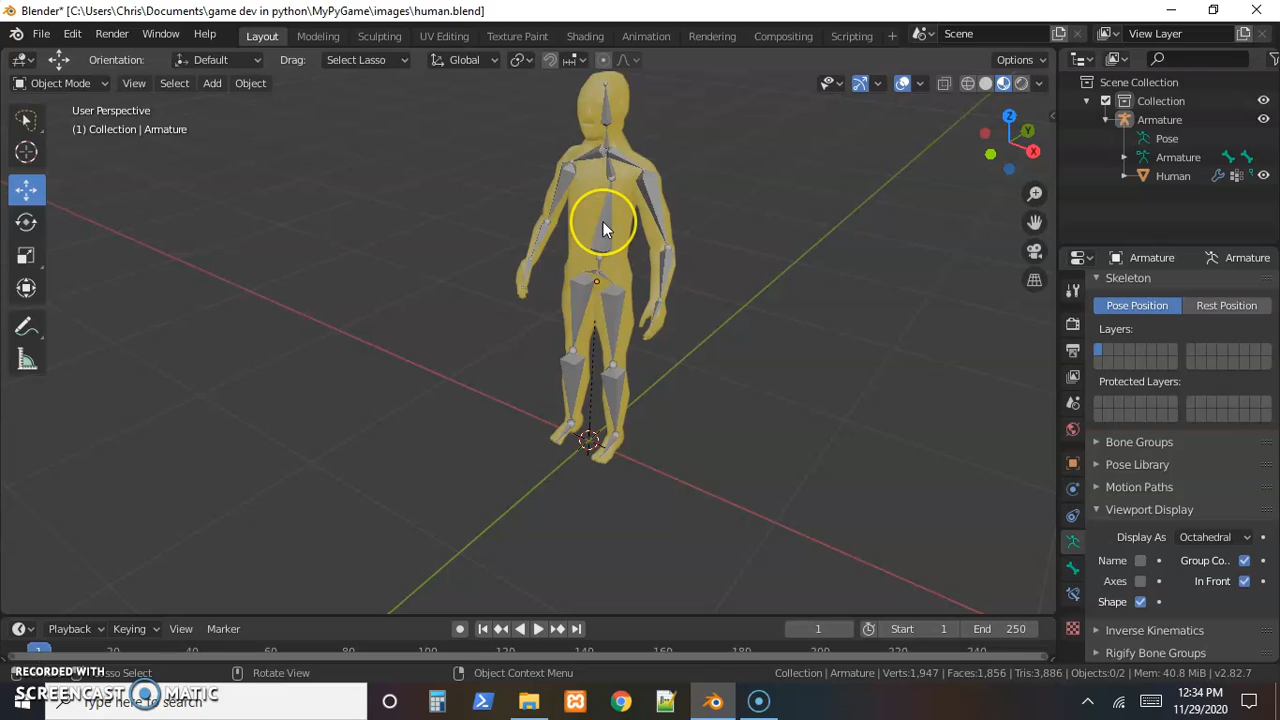 Blender* [C:\Users\Chris\Documents\game dev in python\MyPyGame\images\human.blend]
File Edit Render Window Help Layout Modeling Sculpting UV Editing Texture Paint Shading Animation Rendering Compositing Scripting + Scene View Layer
Orientation: Default Drag: Select Lasso Global Options
Object Mode View Select Add Object
User Perspective
(1) Collection | Armature
Z
Y
X
Scene Collection
Collection
Armature
Pose
Armature
Human
Armature Armature
Skeleton
Pose Position Rest Position
Layers:
Protected Layers:
Bone Groups
Pose Library
Motion Paths
Viewport Display
Display As Octahedral
Name Group Co..
Axes In Front
Shape
Inverse Kinematics
Rigify Bone Groups
Playback Keying View Marker 1 Start 1 End 250
Lasso Select Rotate View Object Context Menu Collection | Armature | Verts:1,947 | Faces:1,856 | Tris:3,886 | Objects:0/2 | Mem: 40.8 MiB | v2.82.7
RECORDED WITH
SCREENCAST MATIC
Type here to search
12:34 PM
11/29/2020